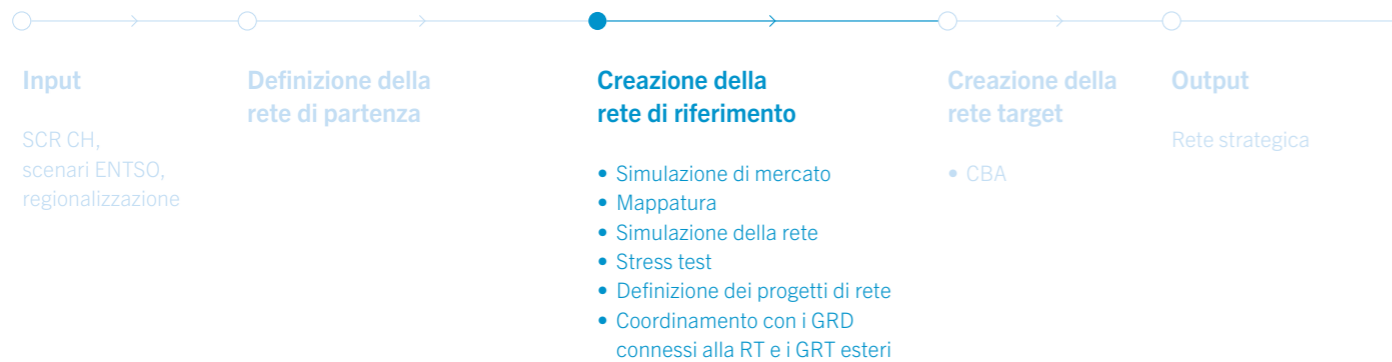 Input
SCR CH,
scenari ENTSO,
regionalizzazione
Definizione della
rete di partenza
Creazione della
rete di riferimento
• Simulazione di mercato
• Mappatura
• Simulazione della rete
• Stress test
• Definizione dei progetti di rete
• Coordinamento con i GRD
connessi alla RT e i GRT esteri
Creazione della
rete target
• CBA
Output
Rete strategica